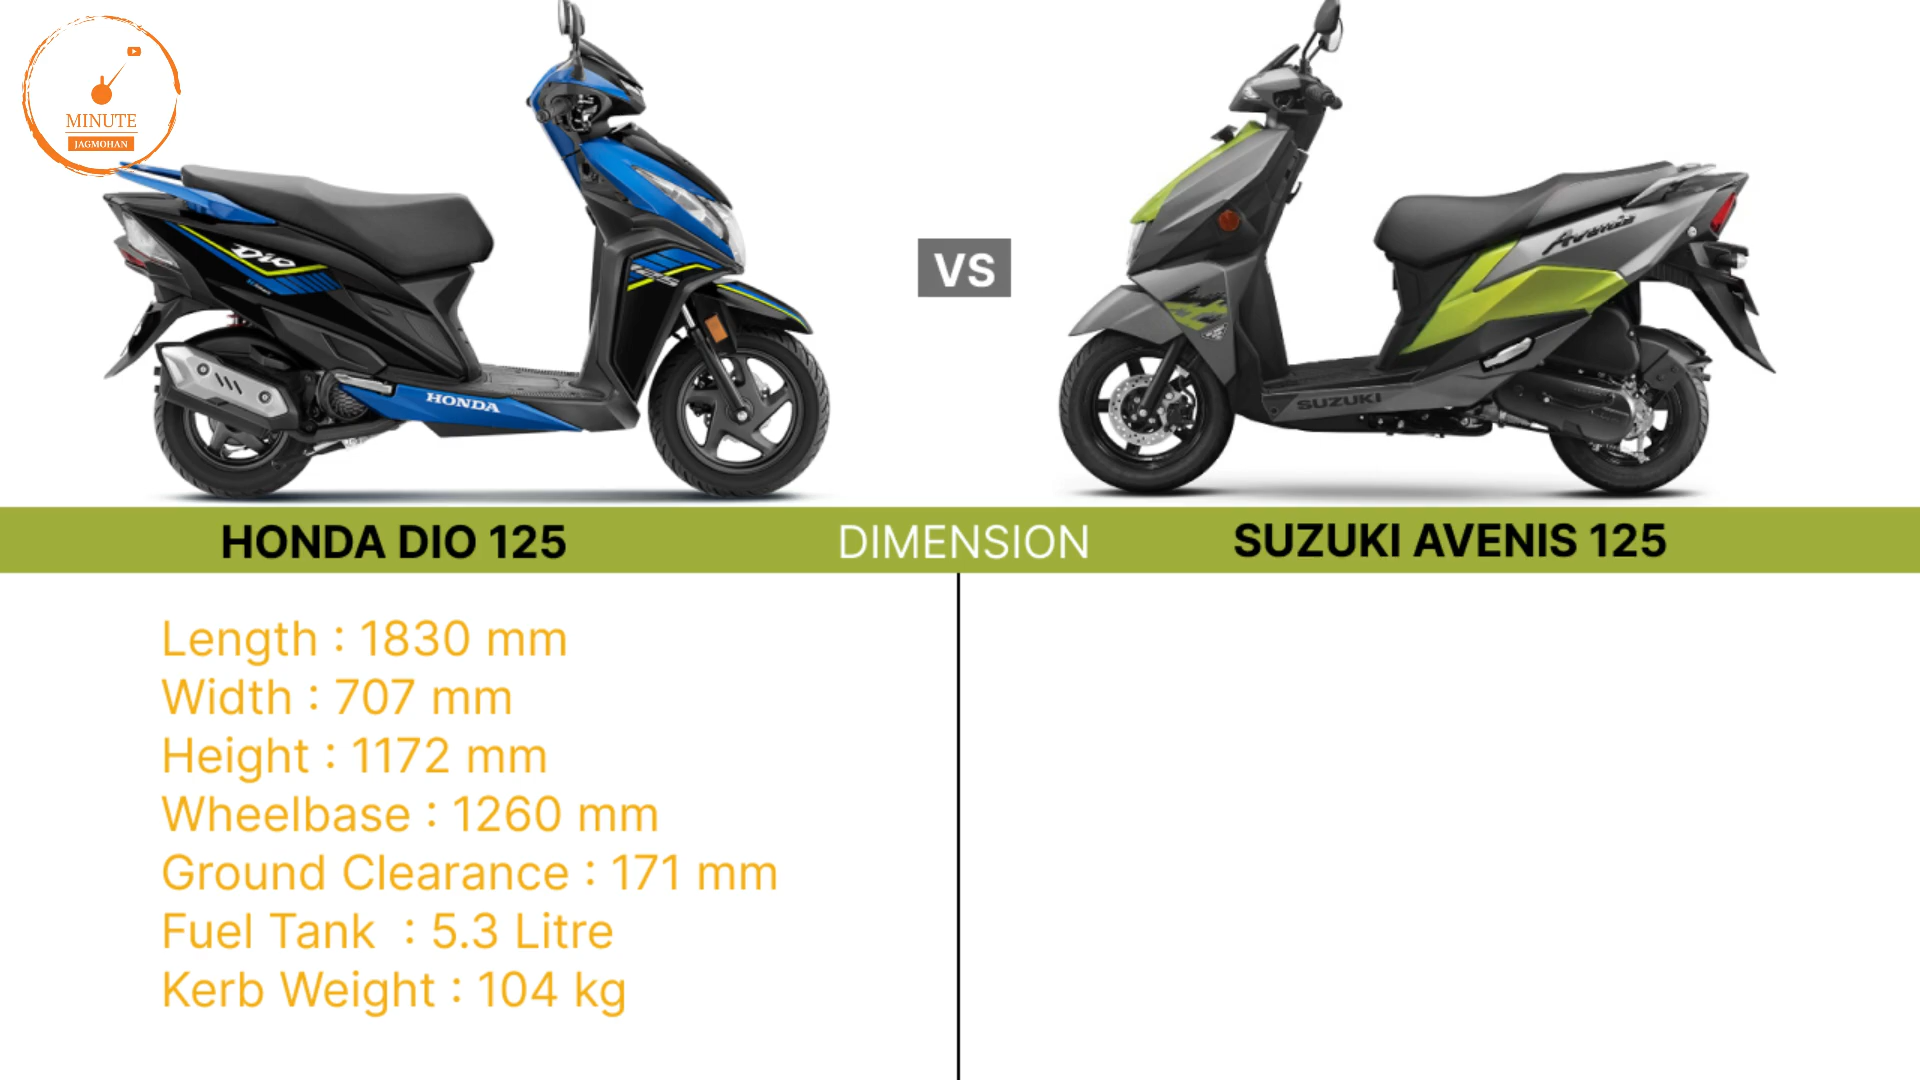 MINUTE
JAGMOHAN
Dio
125
HONDA
VS
Avenis
SUZUKI
HONDA DIO 125
DIMENSION
SUZUKI AVENIS 125
Length : 1830 mm
Width : 707 mm
Height : 1172 mm
Wheelbase : 1260 mm
Ground Clearance : 171 mm
Fuel Tank : 5.3 Litre
Kerb Weight : 104 kg